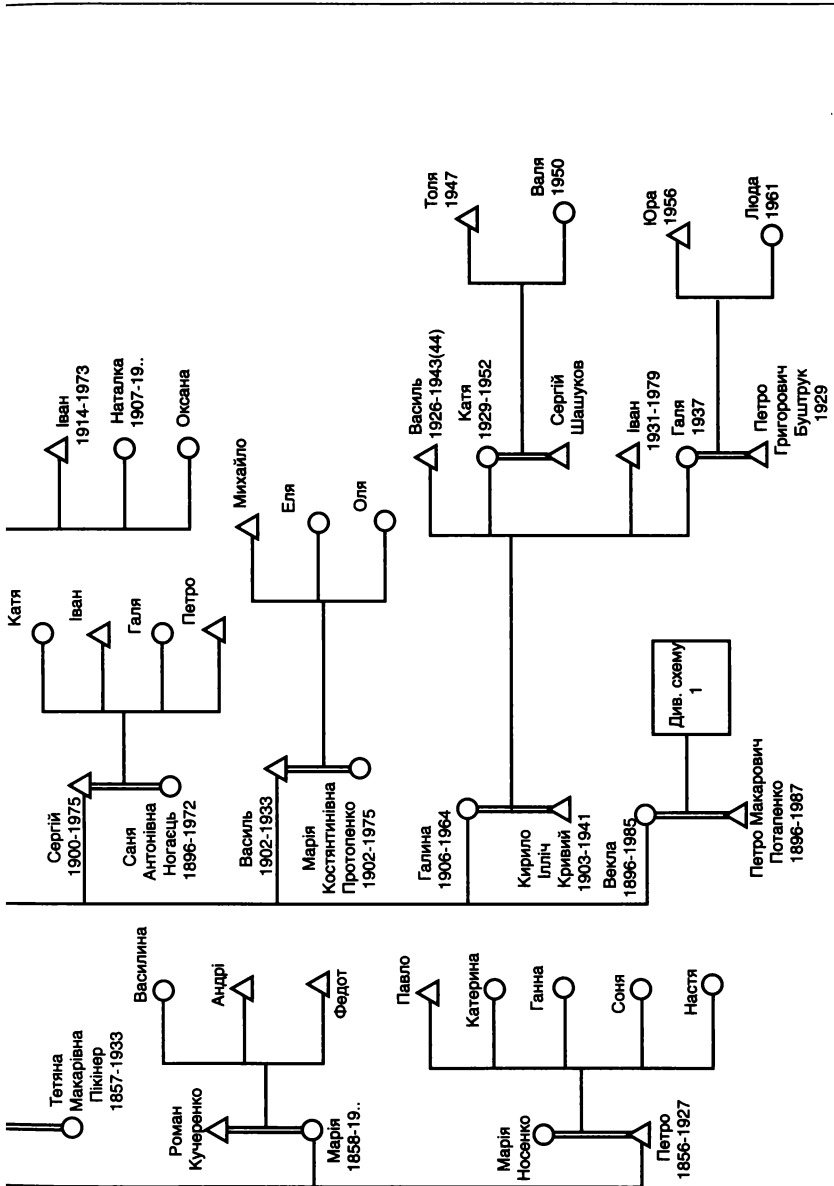 Тетяна
Макарівна
Пікінер
1857-1933
Роман
Кучеренко
Марія
1858-19..
Василина
Андрі
Федот
Марія
Носенко
Петро
1856-1927
Павло
Катерина
Ганна
Соня
Настя
Сергій
1900-1975
Саня
Антонівна
Ногаєць
1896-1972
Катя
Іван
Галя
Петро
Василь
1902-1933
Марія
Костянтинівна
Протопенко
1902-1975
Михайло
Еля
Оля
Галина
1906-1964
Кирило
Ілліч
Кривий
1903-1941
Векла
1896-1985
Петро Макарович
Потапенко
1896-1987
Див. схему
1
Іван
1914-1973
Наталка
1907-19..
Оксана
Василь
1926-1943(44)
Катя
1929-1952
Сергій
Шашуков
Іван
1931-1979
Галя
1937
Петро
Григорович
Буштрук
1929
Толя
1947
Валя
1950
Юра
1956
Люда
1961